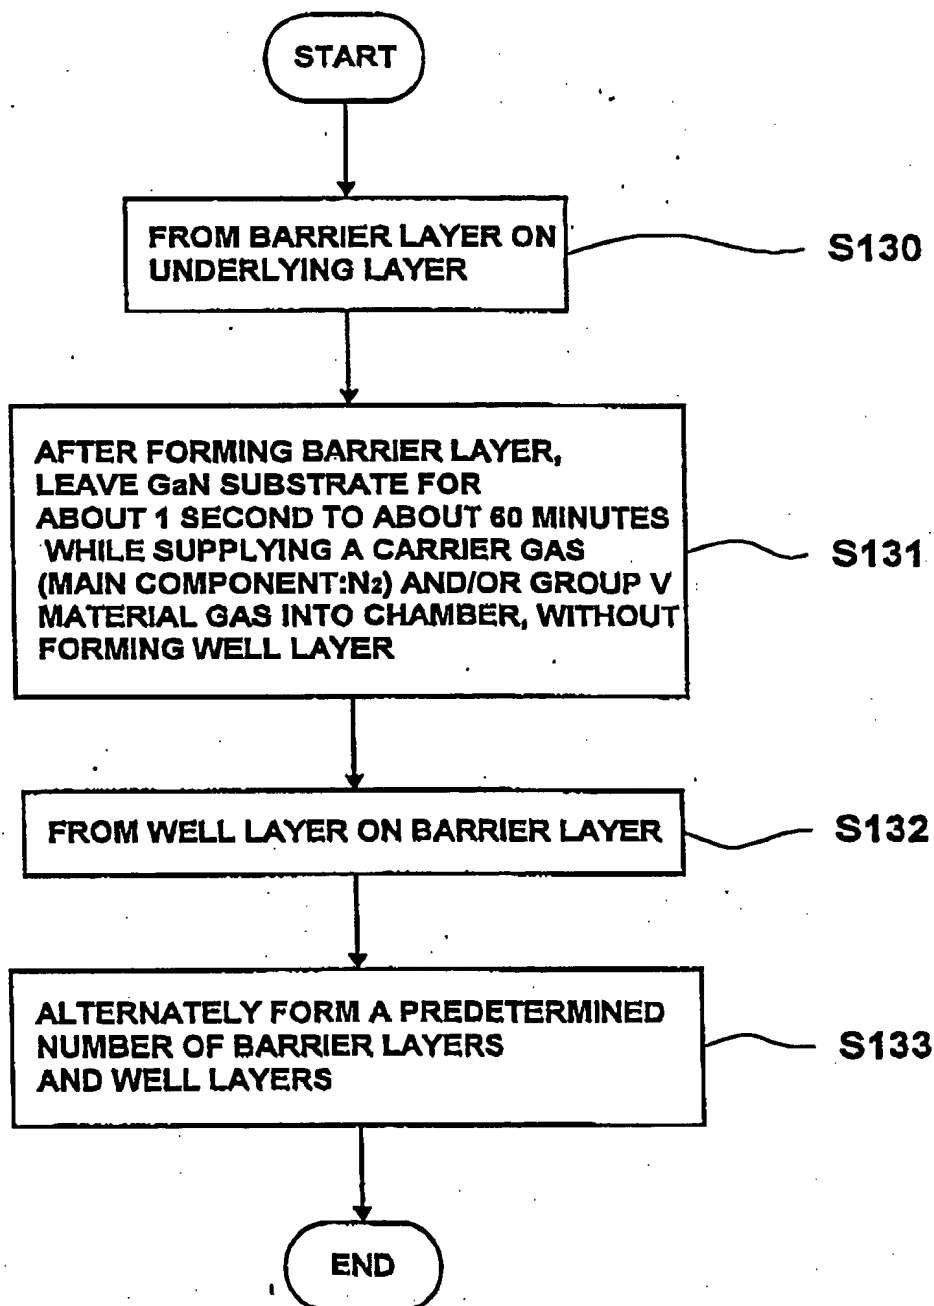 START
FROM BARRIER LAYER ON
UNDERLYING LAYER
S130
AFTER FORMING BARRIER LAYER,
LEAVE GaN SUBSTRATE FOR
ABOUT 1 SECOND TO ABOUT 60 MINUTES
WHILE SUPPLYING A CARRIER GAS
(MAIN COMPONENT:N₂) AND/OR GROUP V
MATERIAL GAS INTO CHAMBER, WITHOUT
FORMING WELL LAYER
S131
FROM WELL LAYER ON BARRIER LAYER
S132
ALTERNATELY FORM A PREDETERMINED
NUMBER OF BARRIER LAYERS
AND WELL LAYERS
S133
END